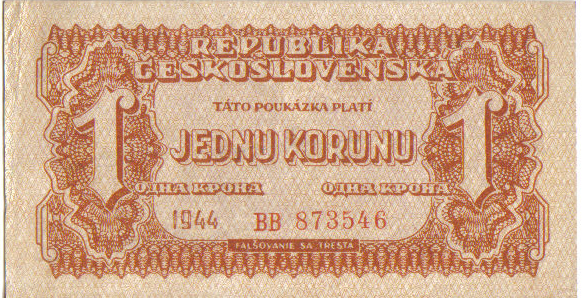 REPUBLIKA
ČESKOSLOVENSKÁ
TÁTO POUKÁZKA PLATÍ
1 JEDNU KORUNU 1
ОДНА КРОНА ОДНА КРОНА
1944 BB 873546
FALŠOVANIE SA TRESTÁ